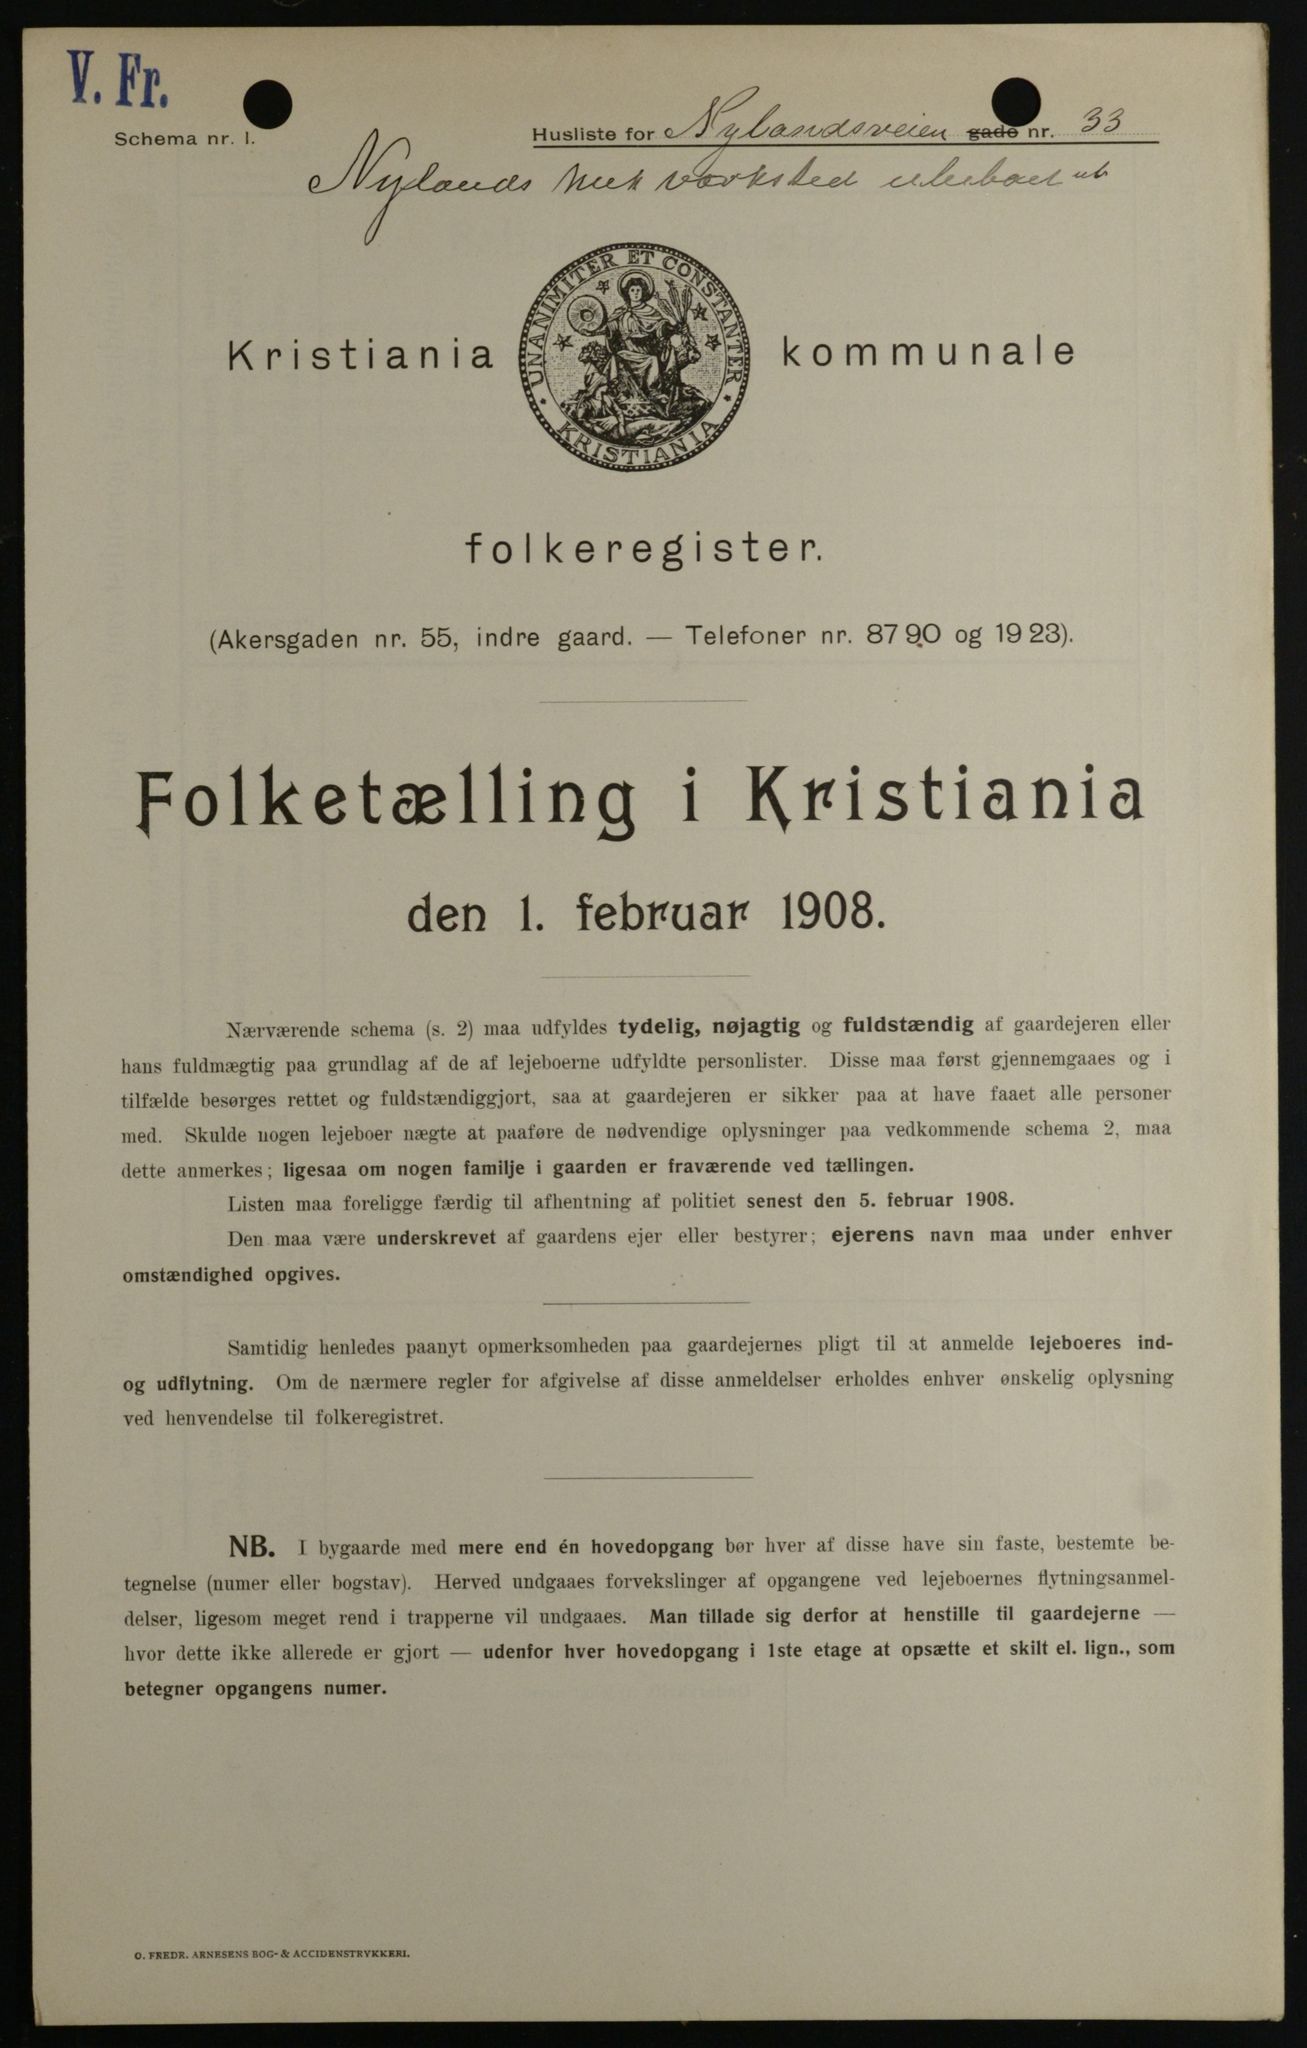 V. Fr.
Schema nr. 1.
Husliste for Nylandsveien gade nr. 33
Nylands mek værksted ubeboet
UNANIMITER ET CONSTANTER
KRISTIANIA
Kristiania kommunale
folkeregister.
(Akersgaden nr. 55, indre gaard. — Telefoner nr. 87 90 og 19 23).
Folketælling i Kristiania
den 1. februar 1908.
Nærværende schema (s. 2) maa udfyldes tydelig, nøjagtig og fuldstændig af gaardejeren eller
hans fuldmægtig paa grundlag af de af lejeboerne udfyldte personlister. Disse maa først gjennemgaaes og i
tilfælde besørges rettet og fuldstændiggjort, saa at gaardejeren er sikker paa at have faaet alle personer
med. Skulde nogen lejeboer nægte at paaføre de nødvendige oplysninger paa vedkommende schema 2, maa
dette anmerkes; ligesaa om nogen familje i gaarden er fraværende ved tællingen.
Listen maa foreligge færdig til afhentning af politiet senest den 5. februar 1908.
Den maa være underskrevet af gaardens ejer eller bestyrer; ejerens navn maa under enhver
omstændighed opgives.
Samtidig henledes paanyt opmerksomheden paa gaardejernes pligt til at anmelde lejeboeres ind-
og udflytning. Om de nærmere regler for afgivelse af disse anmeldelser erholdes enhver ønskelig oplysning
ved henvendelse til folkeregistret.
NB. I bygaarde med mere end én hovedopgang bør hver af disse have sin faste, bestemte be-
tegnelse (numer eller bogstav). Herved undgaaes forvekslinger af opgangene ved lejeboernes flytningsanmel-
delser, ligesom meget rend i trapperne vil undgaaes. Man tillade sig derfor at henstille til gaardejerne —
hvor dette ikke allerede er gjort — udenfor hver hovedopgang i 1ste etage at opsætte et skilt el. lign., som
betegner opgangens numer.
O. FREDR. ARNESENS BOG- & ACCIDENSTRYKKERI.